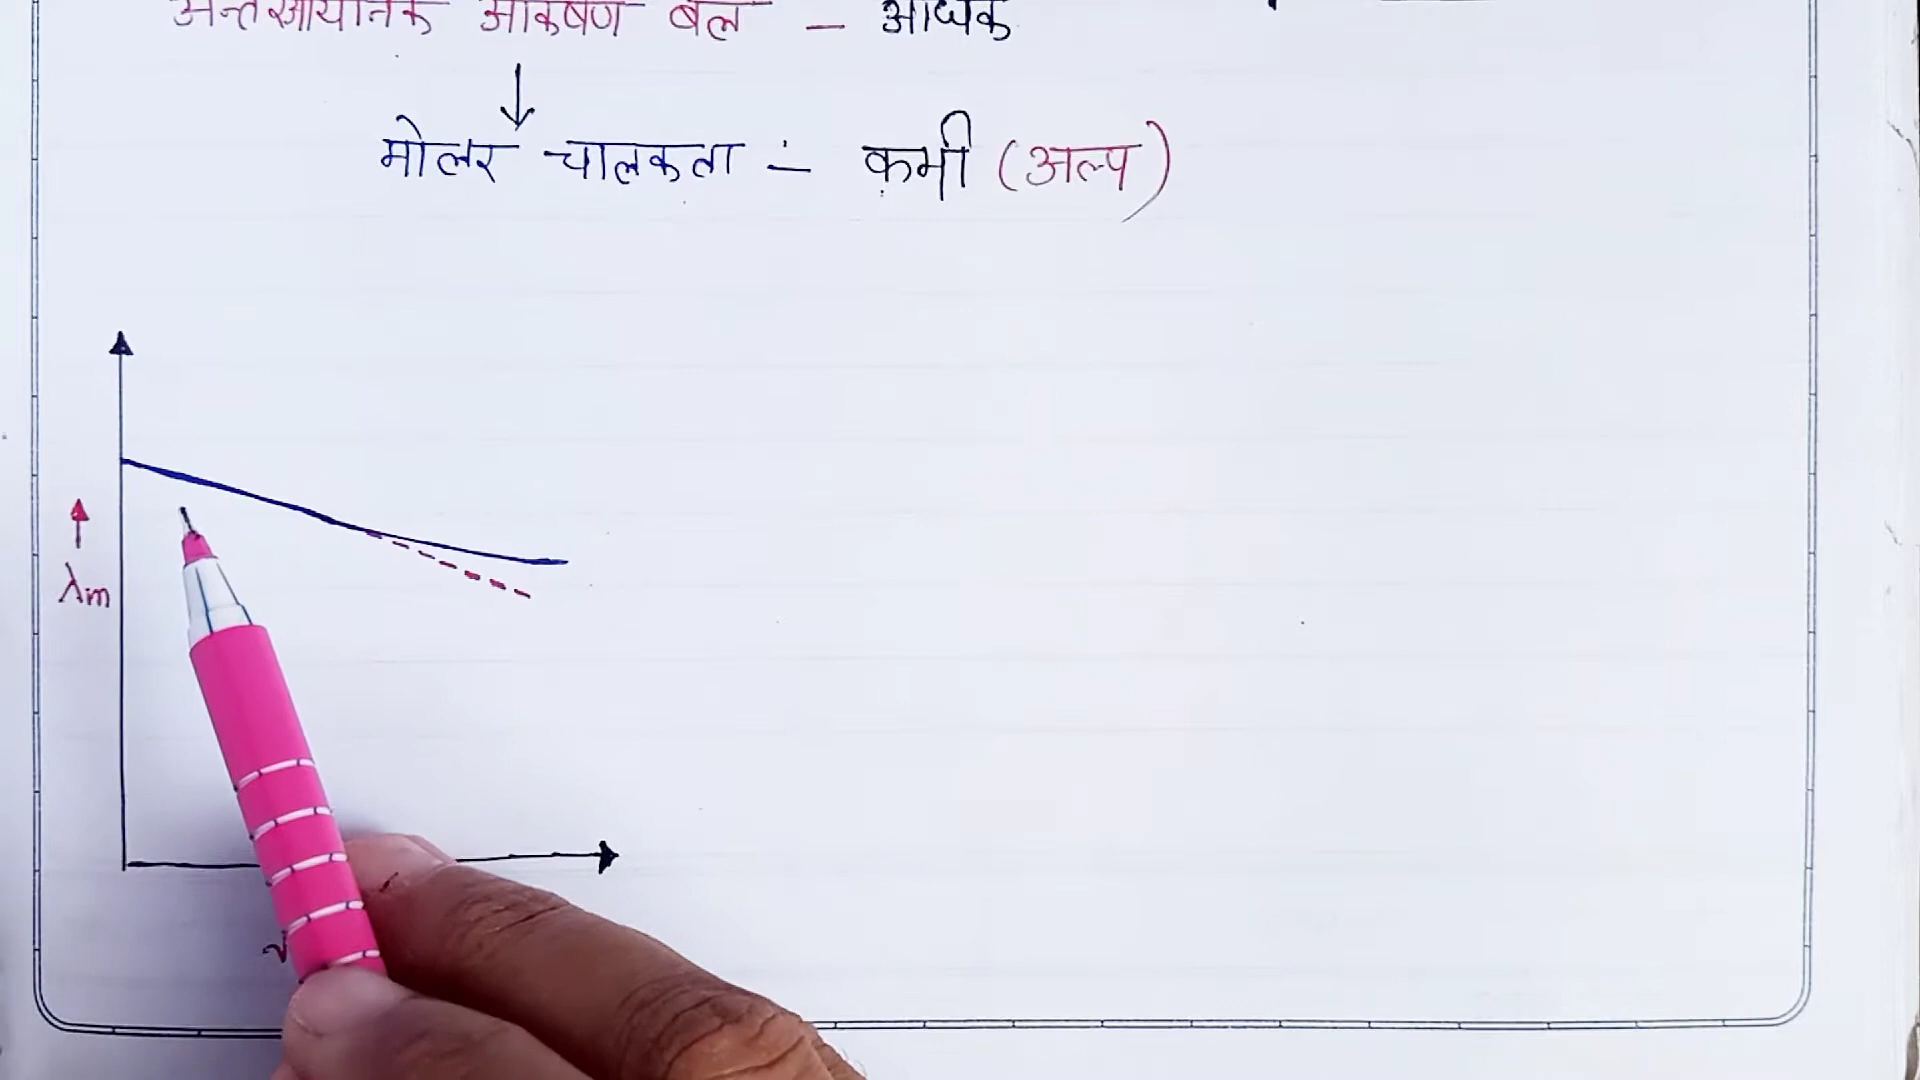 अन्तरआयनिक आकर्षण बल – अधिक
मोलर चालकता :– कमी (अल्प)
λm